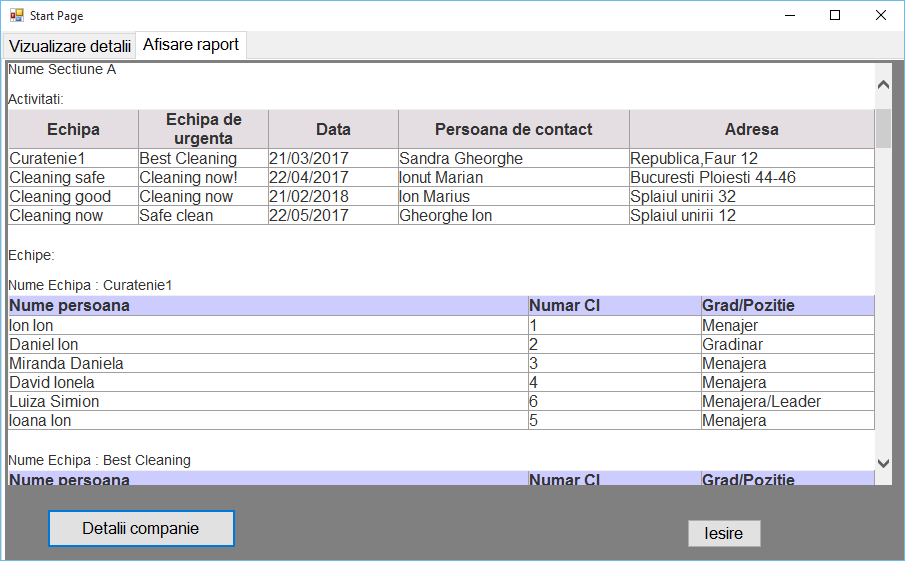 Start Page
Vizualizare detalii Afisare raport
Nume Sectiune A
Activitati:
Echipa Echipa de urgenta Data Persoana de contact Adresa
Curatenie1 Best Cleaning 21/03/2017 Sandra Gheorghe Republica,Faur 12
Cleaning safe Cleaning now! 22/04/2017 Ionut Marian Bucuresti Ploiesti 44-46
Cleaning good Cleaning now 21/02/2018 Ion Marius Splaiul unirii 32
Cleaning now Safe clean 22/05/2017 Gheorghe Ion Splaiul unirii 12
Echipe:
Nume Echipa : Curatenie1
Nume persoana Numar CI Grad/Pozitie
Ion Ion 1 Menajer
Daniel Ion 2 Gradinar
Miranda Daniela 3 Menajera
David Ionela 4 Menajera
Luiza Simion 6 Menajera/Leader
Ioana Ion 5 Menajera
Nume Echipa : Best Cleaning
Nume persoana Numar CI Grad/Pozitie
Detalii companie Iesire